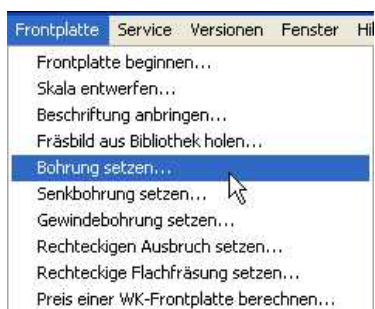 Frontplatte Service Versionen Fenster
Frontplatte beginnen...
Skala entwerfen...
Beschriftung anbringen...
Fräsbild aus Bibliothek holen...
Bohrung setzen...
Senkbohrung setzen...
Gewindebohrung setzen...
Rechteckigen Ausbruch setzen...
Rechteckige Flachfräsung setzen...
Preis einer WK-Frontplatte berechnen...